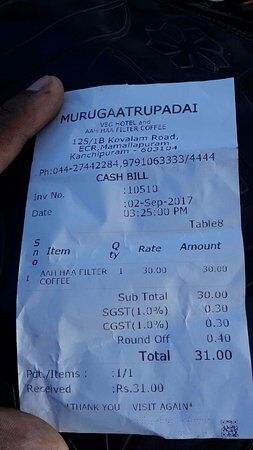 MURUGAATRUPADAI
VEG HOTEL and
AAH HAA FILTER COFFEE
125/1B Kovalam Road,
ECR,Mamallapuram,
Kanchipuram - 603104
Ph:044-27442284,9791063333/4444
CASH BILL
Inv No. :10510
Date :02-Sep-2017
03:25:00 PM
Table8
Sno Item Qty Rate Amount
1 AAH HAA FILTER 1 30.00 30.00
COFFEE
Sub Total 30.00
SGST(1.0%) 0.30
CGST(1.0%) 0.30
Round Off 0.40
Total 31.00
Pdt./Items : 1/1
Received :Rs.31.00
*THANK YOU VISIT AGAIN*